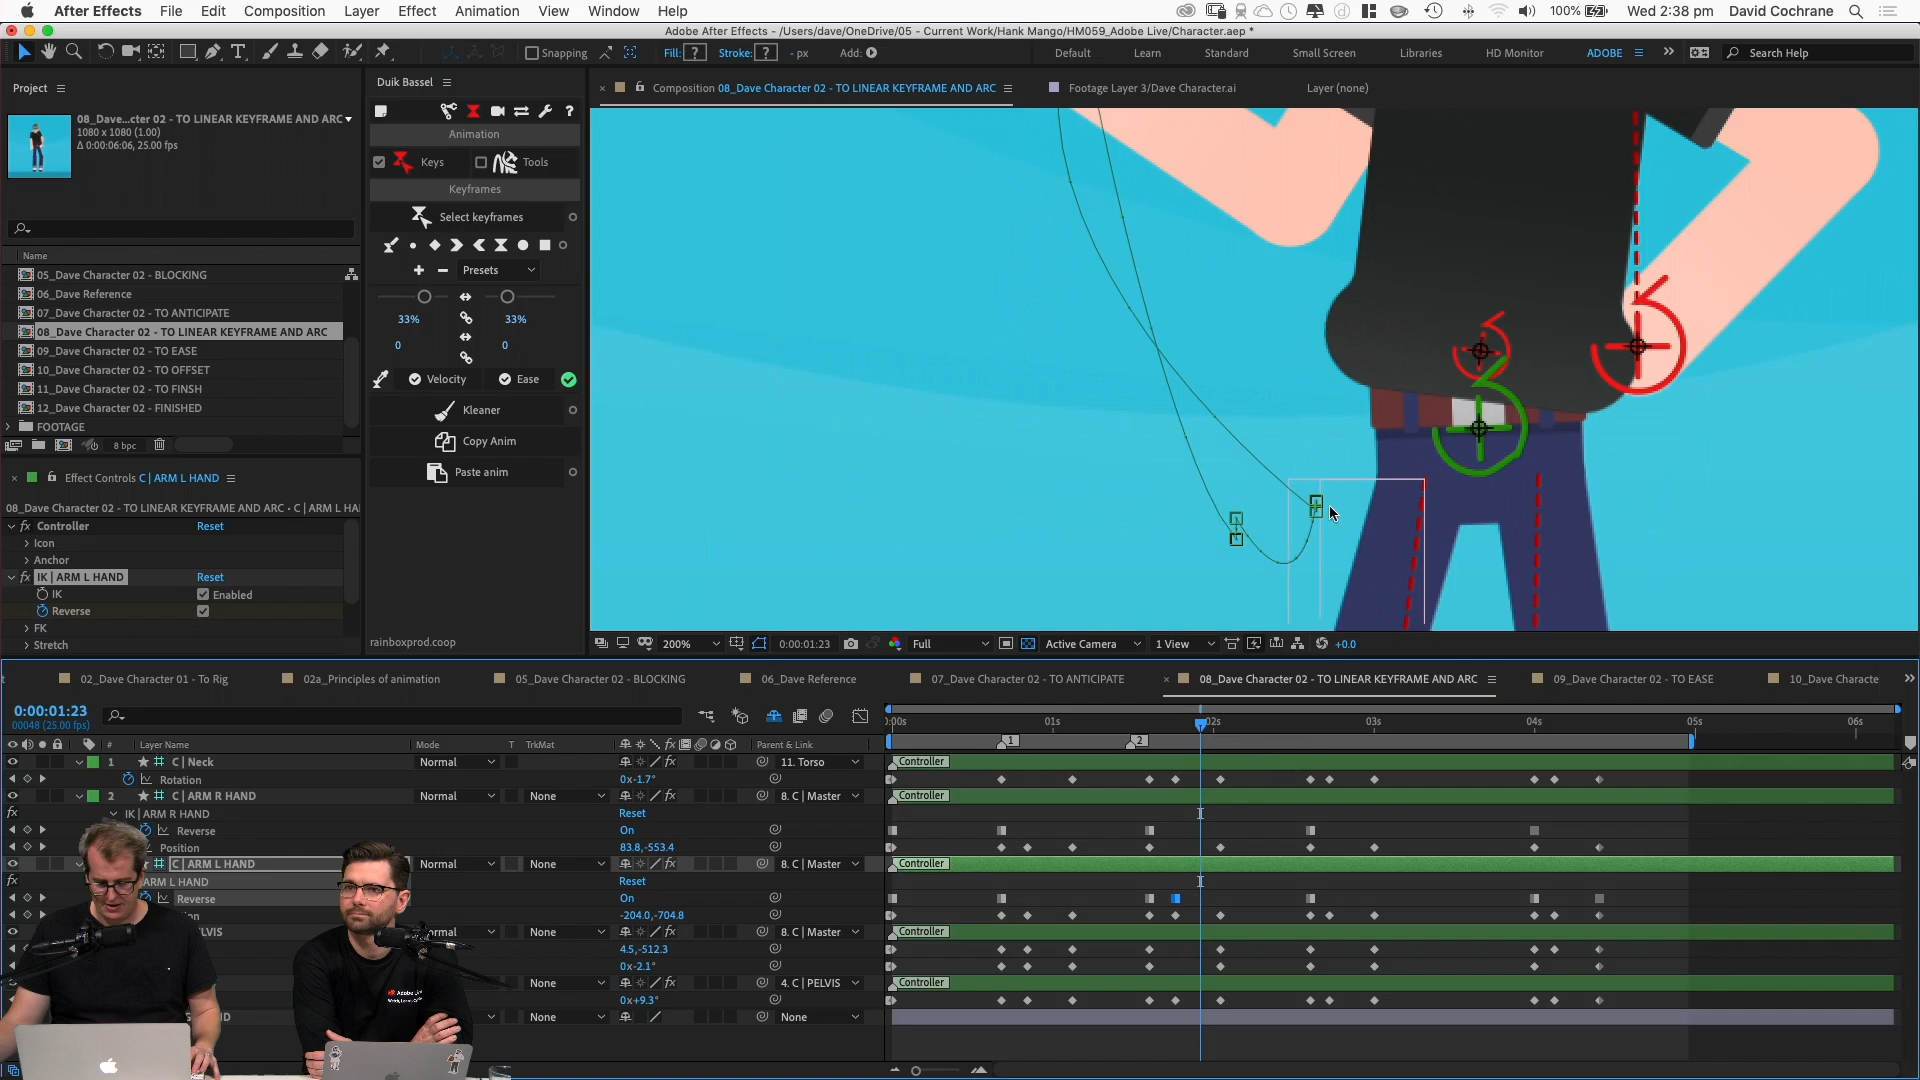 After Effects File Edit Composition Layer Effect Animation View Window Help 100% Wed 2:38 pm David Cochrane
Adobe After Effects - /Users/dave/OneDrive/05 - Current Work/Hank Mango/HM059_Adobe Live/Character.aep *
Snapping Fill: ? Stroke: ? - px Add: Default Learn Standard Small Screen Libraries HD Monitor ADOBE Search Help
Project
08_Dave...cter 02 - TO LINEAR KEYFRAME AND ARC
1080 x 1080 (1.00)
Δ 0:00:06:06, 25.00 fps
Name
05_Dave Character 02 - BLOCKING
06_Dave Reference
07_Dave Character 02 - TO ANTICIPATE
08_Dave Character 02 - TO LINEAR KEYFRAME AND ARC
09_Dave Character 02 - TO EASE
10_Dave Character 02 - TO OFFSET
11_Dave Character 02 - TO FINSH
12_Dave Character 02 - FINISHED
FOOTAGE
8 bpc
Effect Controls C | ARM L HAND
08_Dave Character 02 - TO LINEAR KEYFRAME AND ARC • C | ARM L HA
fx Controller Reset
Icon
Anchor
fx IK | ARM L HAND Reset
IK Enabled
Reverse
FK
Stretch
Duik Bassel
?
Animation
Keys Tools
Keyframes
Select keyframes
Presets
33% 33%
0 0
Velocity Ease
Kleaner
Copy Anim
Paste anim
rainboxprod.coop
Composition 08_Dave Character 02 - TO LINEAR KEYFRAME AND ARC Footage Layer 3/Dave Character.ai Layer (none)
200% 0:00:01:23 Full Active Camera 1 View +0.0
02_Dave Character 01 - To Rig 02a_Principles of animation 05_Dave Character 02 - BLOCKING 06_Dave Reference 07_Dave Character 02 - TO ANTICIPATE 08_Dave Character 02 - TO LINEAR KEYFRAME AND ARC 09_Dave Character 02 - TO EASE 10_Dave Characte
0:00:01:23
00048 (25.00 fps)
:00s 01s 02s 03s 04s 05s 06s
1 2
# Layer Name Mode T TrkMat Parent & Link
1 C | Neck Normal 11. Torso Controller
Rotation 0x-1.7°
2 C | ARM R HAND Normal None 8. C | Master Controller
fx IK | ARM R HAND Reset
Reverse On
Position 83.8,-553.4
C | ARM L HAND Normal None 8. C | Master Controller
fx ARM L HAND Reset
Reverse On
on -204.0,-704.8
PELVIS ormal None 8. C | Master Controller
4.5,-512.3
0x-2.1°
None 4. C | PELVIS Controller
0x+9.3°
D None None
Adobe Live